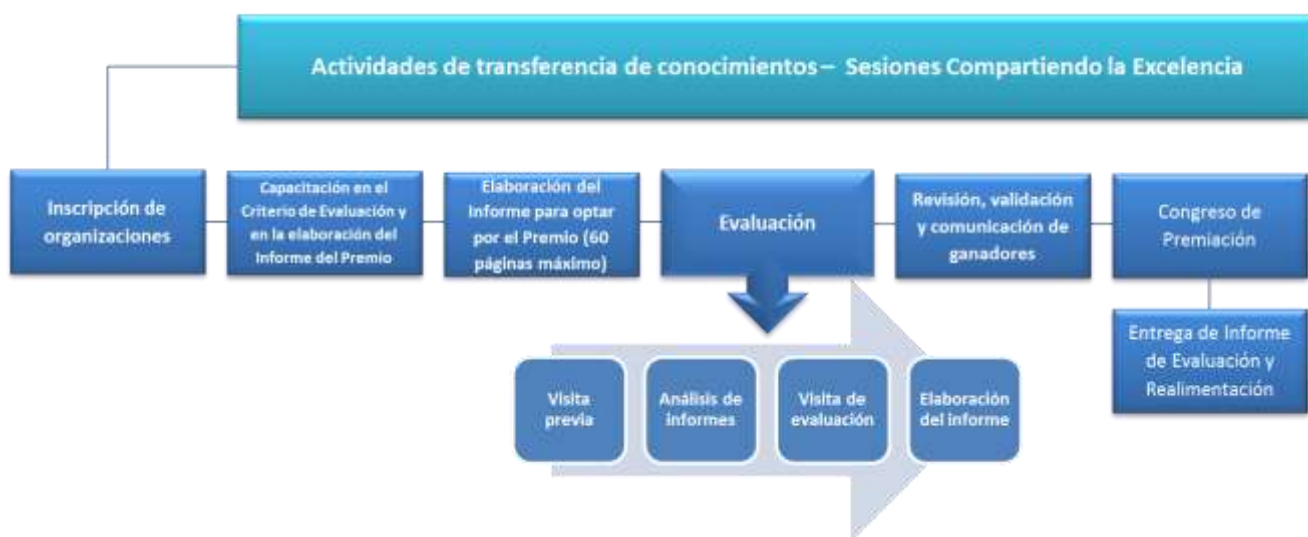 Actividades de transferencia de conocimientos – Sesiones Compartiendo la Excelencia
Inscripción de
organizaciones
Capacitación en el
Criterio de Evaluación y
en la elaboración del
Informe del Premio
Elaboración del
Informe para optar
por el Premio (60
páginas máximo)
Evaluación
Revisión, validación
y comunicación de
ganadores
Congreso de
Premiación
Visita
previa
Análisis de
informes
Visita de
evaluación
Elaboración
del informe
Entrega de Informe
de Evaluación y
Realimentación